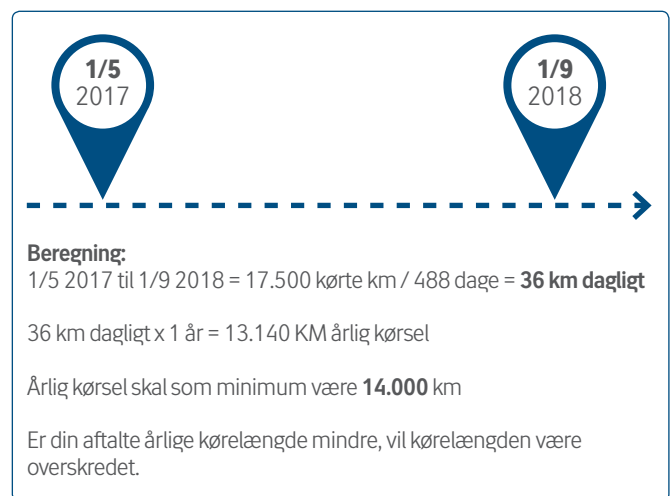 1/5
2017
1/9
2018
Beregning:
1/5 2017 til 1/9 2018 = 17.500 kørte km / 488 dage = 36 km dagligt
36 km dagligt x 1 år = 13.140 KM årlig kørsel
Årlig kørsel skal som minimum være 14.000 km
Er din aftalte årlige kørelængde mindre, vil kørelængden være
overskredet.